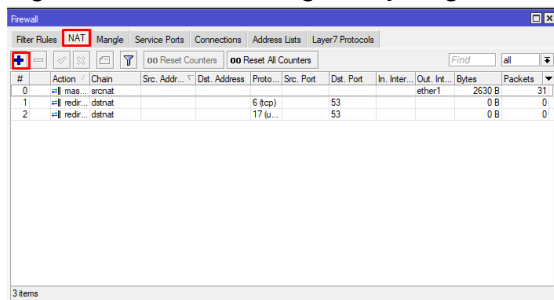 Firewall
Filter Rules NAT Mangle Service Ports Connections Address Lists Layer7 Protocols
00 Reset Counters 00 Reset All Counters Find all
# Action Chain Src. Addr... Dst. Address Proto... Src. Port Dst. Port In. Inter... Out. Int... Bytes Packets
0 mas... srcnat ether1 2630 B 31
1 redir... dstnat 6 (tcp) 53 0 B 0
2 redir... dstnat 17 (u... 53 0 B 0
3 items